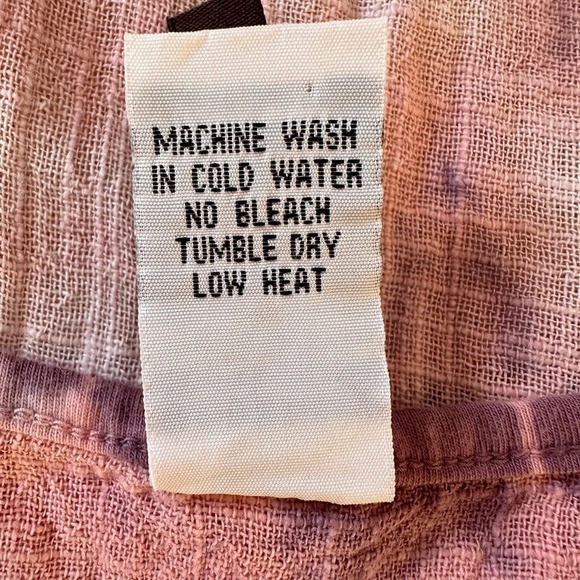 MACHINE WASH
IN COLD WATER
NO BLEACH
TUMBLE DRY
LOW HEAT